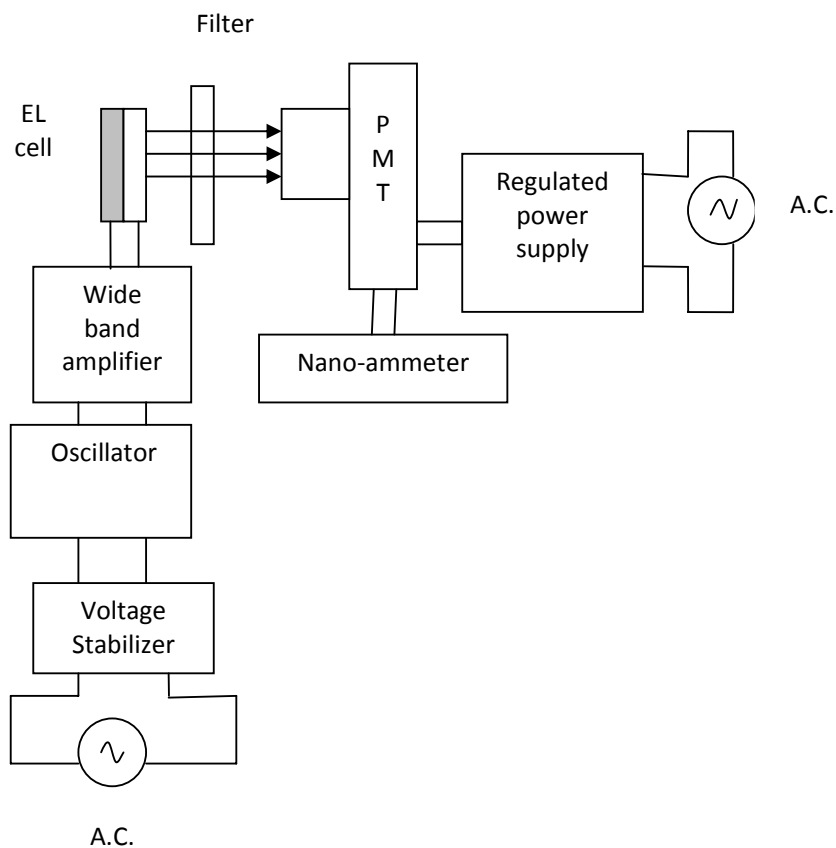 Filter
EL
cell
P
M
T
Regulated
power
supply
A.C.
Wide
band
amplifier
Nano-ammeter
Oscillator
Voltage
Stabilizer
A.C.